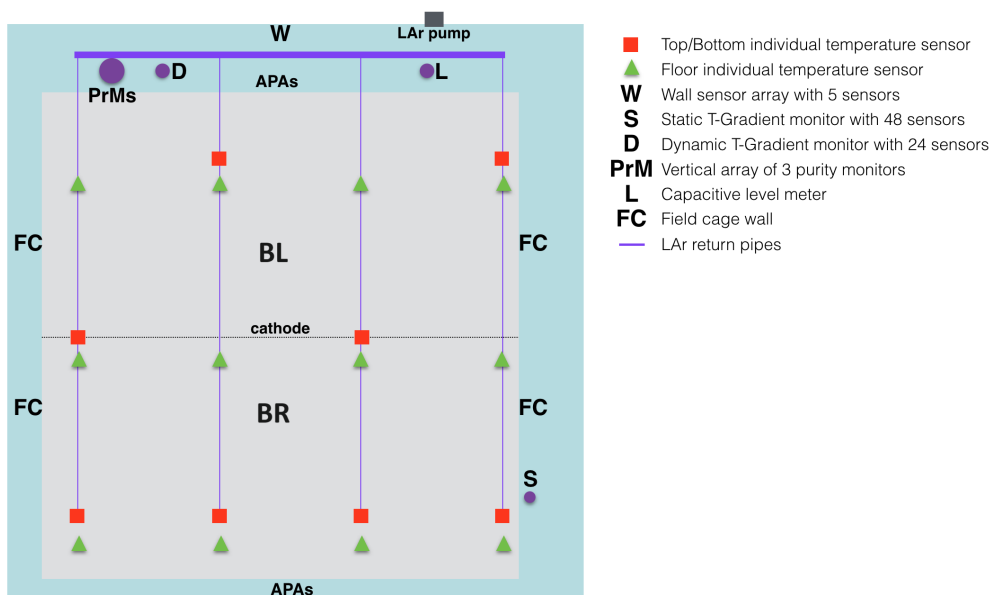 W
LAr pump
D
L
PrMs
APAs
FC
FC
BL
cathode
FC
FC
BR
S
APAs
Top/Bottom individual temperature sensor
Floor individual temperature sensor
W Wall sensor array with 5 sensors
S Static T-Gradient monitor with 48 sensors
D Dynamic T-Gradient monitor with 24 sensors
PrM Vertical array of 3 purity monitors
L Capacitive level meter
FC Field cage wall
LAr return pipes